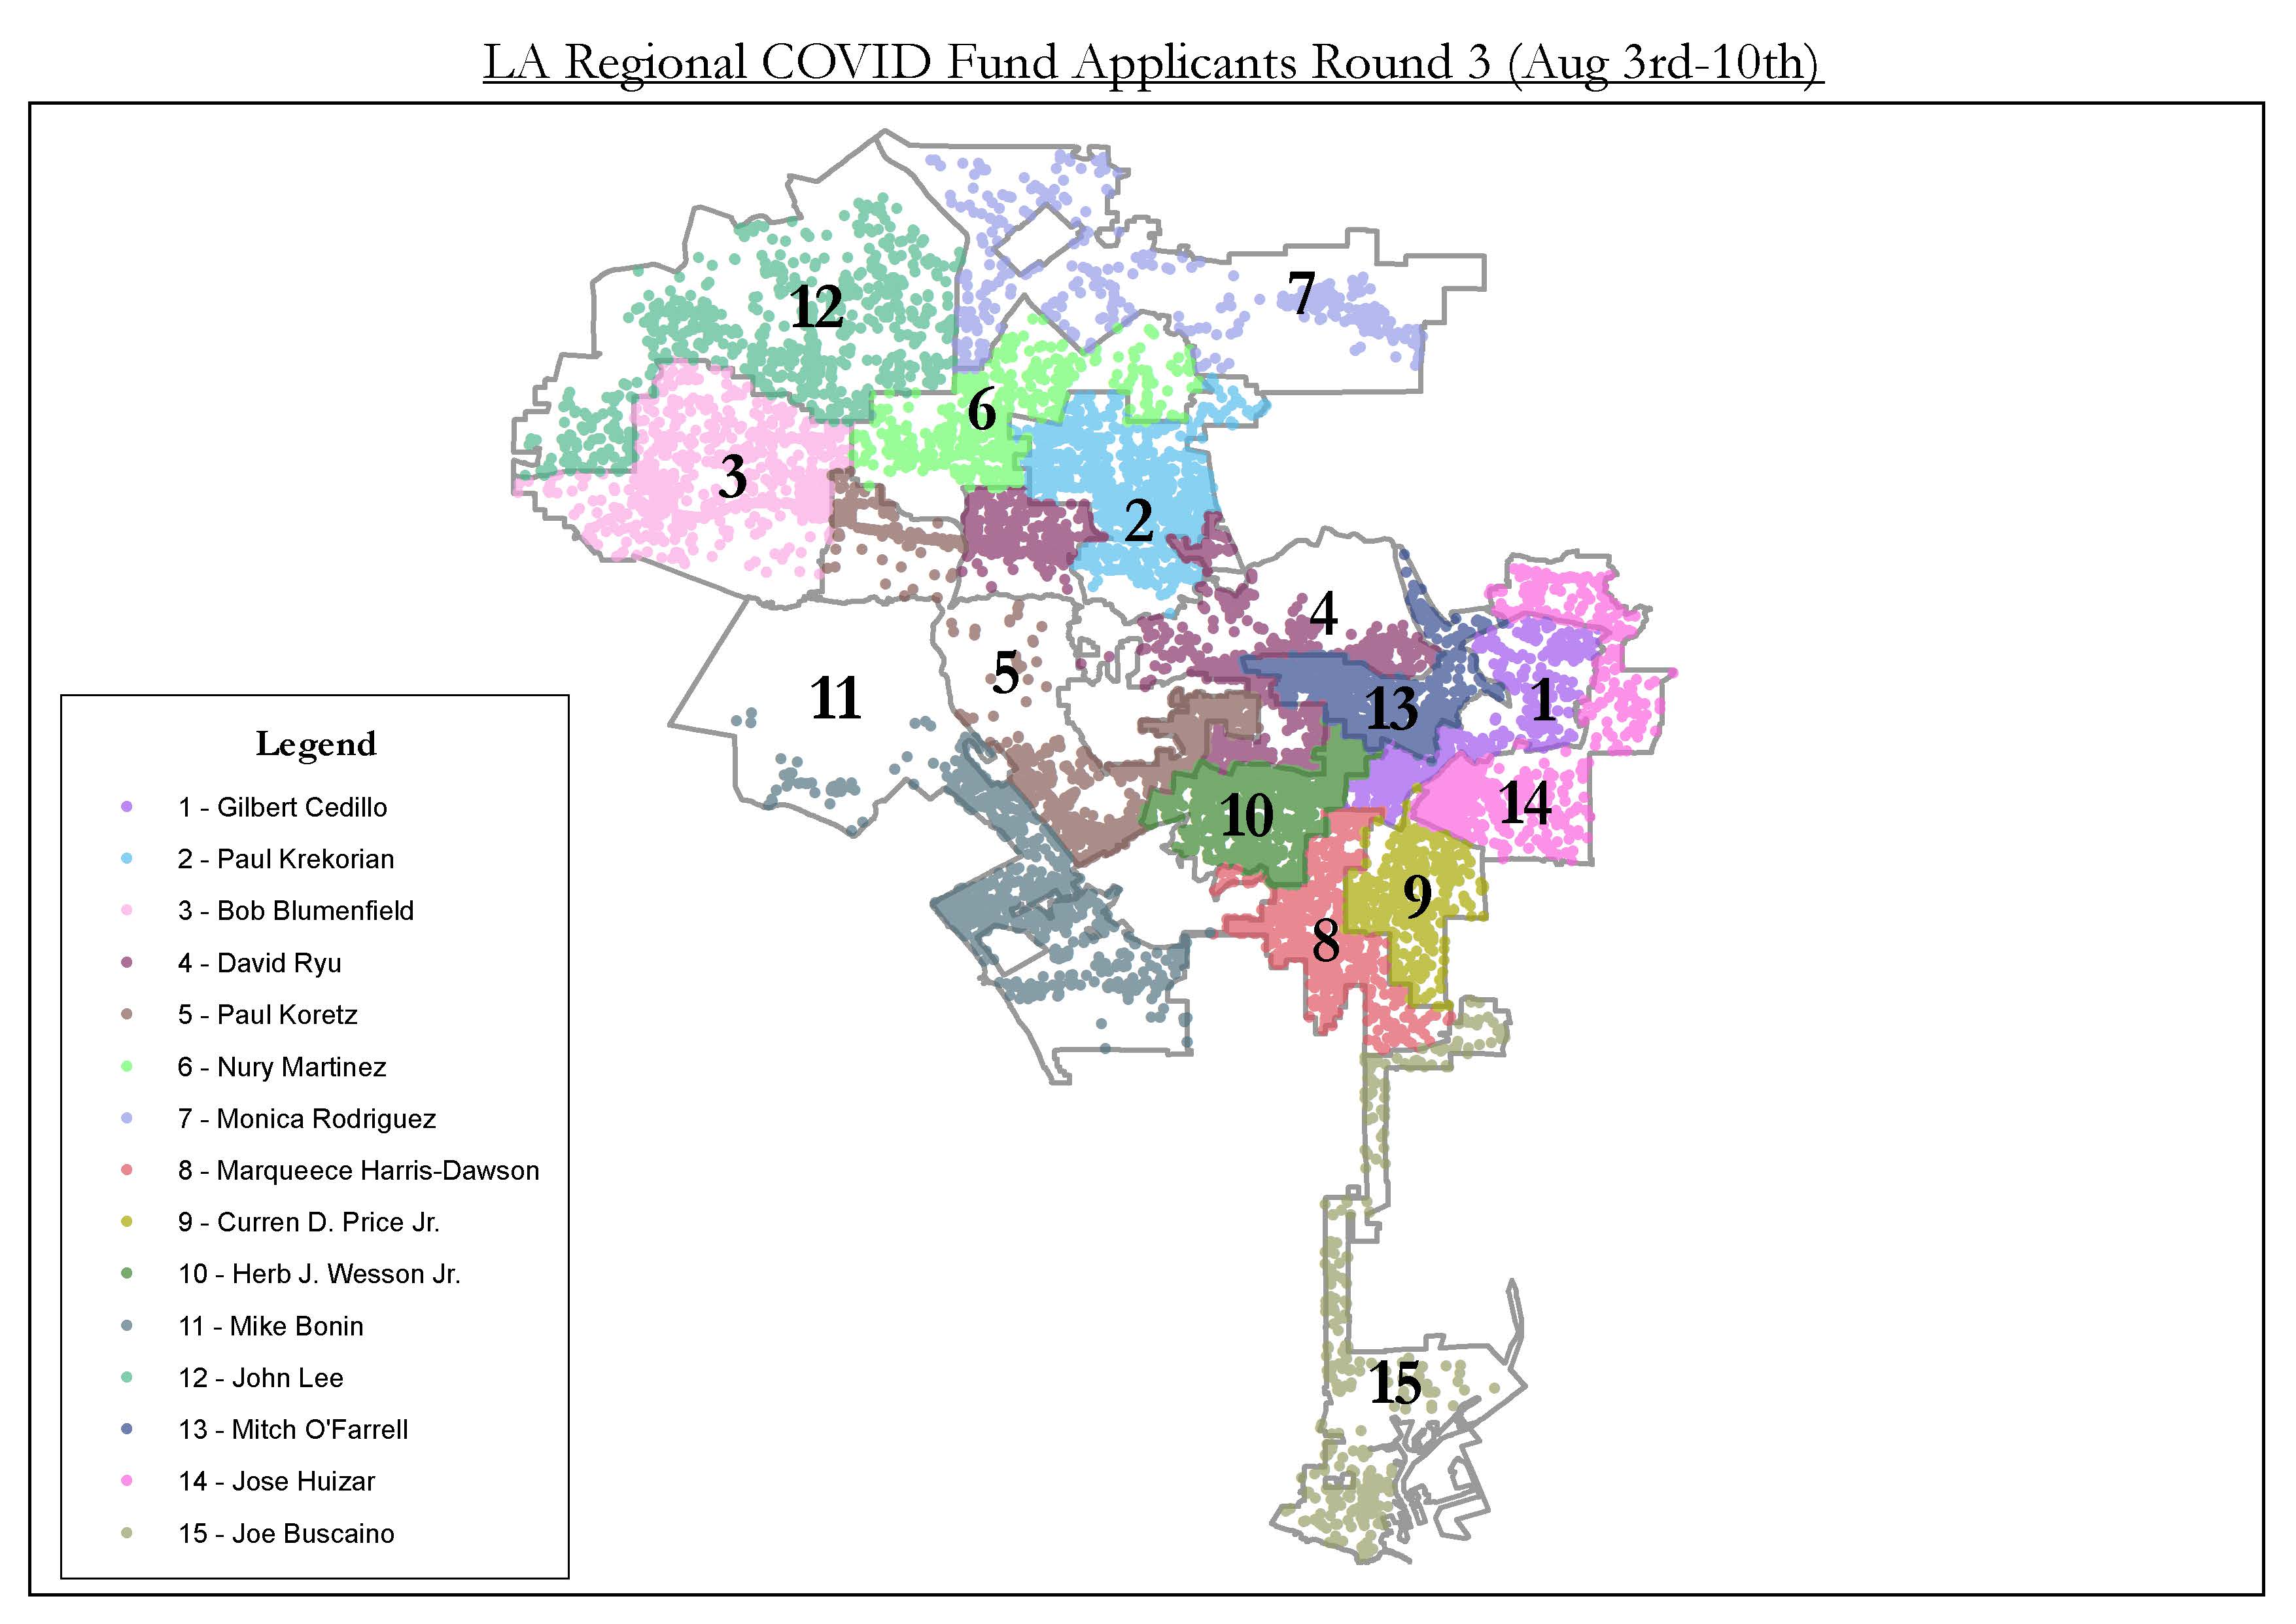 LA Regional COVID Fund Applicants Round 3 (Aug 3rd-10th)
7
12
6
3
2
4
5
11
13
1
14
10
9
8
15
Legend
1 - Gilbert Cedillo
2 - Paul Krekorian
3 - Bob Blumenfield
4 - David Ryu
5 - Paul Koretz
6 - Nury Martinez
7 - Monica Rodriguez
8 - Marqueece Harris-Dawson
9 - Curren D. Price Jr.
10 - Herb J. Wesson Jr.
11 - Mike Bonin
12 - John Lee
13 - Mitch O'Farrell
14 - Jose Huizar
15 - Joe Buscaino